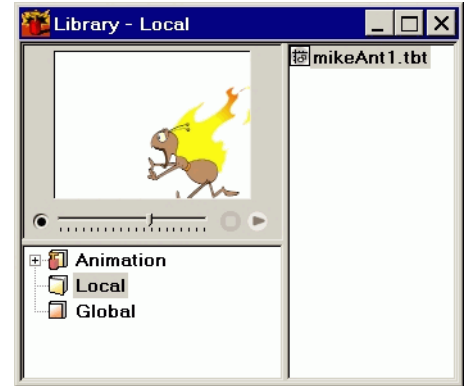 Library - Local
mikeAnt1.tbt
Animation
Local
Global